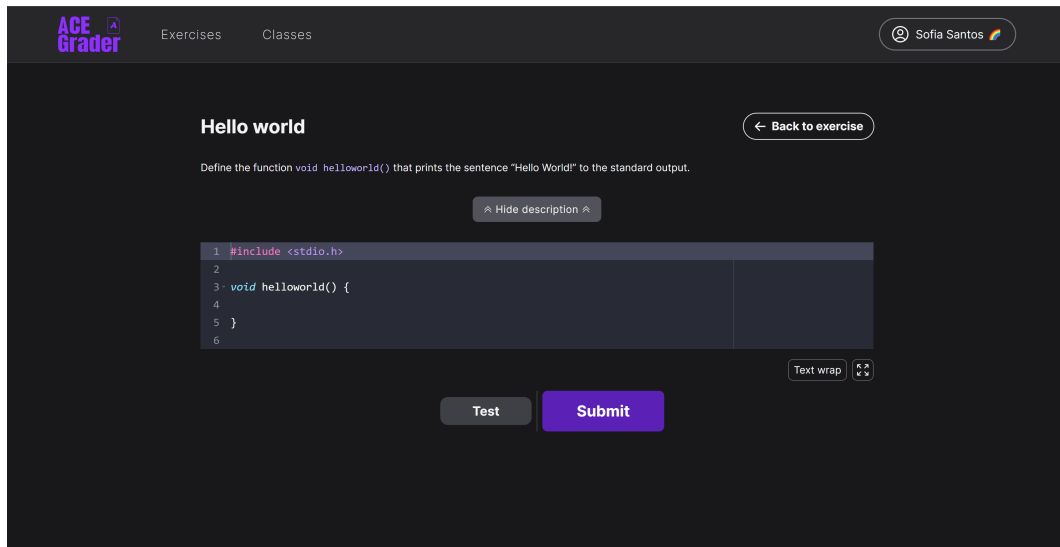 ACE A
Grader
Exercises Classes
Sofia Santos 🌈
Hello world
← Back to exercise
Define the function void helloworld() that prints the sentence “Hello World!” to the standard output.
Hide description
1 #include <stdio.h>
2
3 void helloworld() {
4
5 }
6
Text wrap
Test Submit